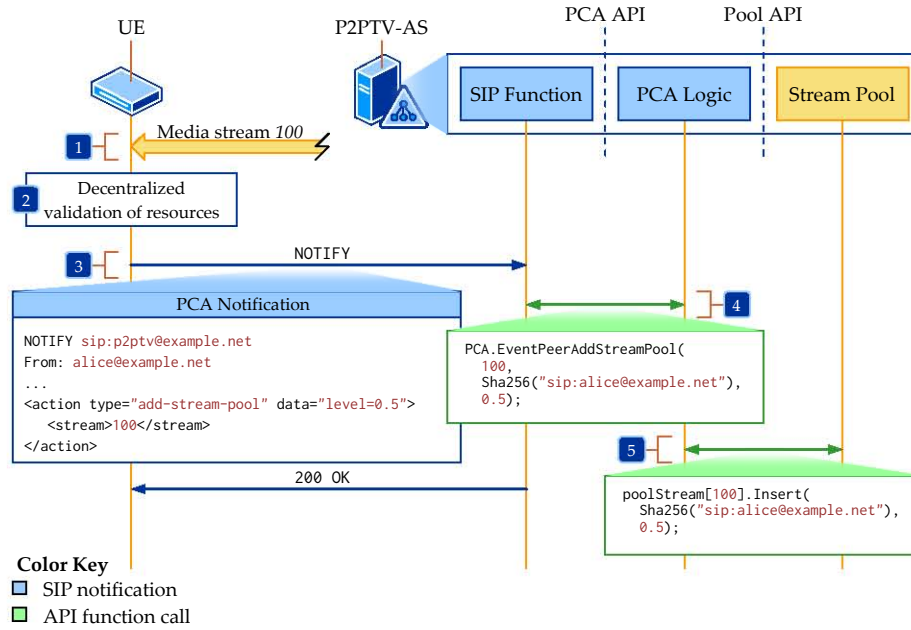 UE
P2PTV-AS
PCA API
Pool API
SIP Function
PCA Logic
Stream Pool
1
Media stream 100
2
Decentralized
validation of resources
3
NOTIFY
PCA Notification
NOTIFY sip:p2ptv@example.net
From: alice@example.net
...
<action type="add-stream-pool" data="level=0.5">
<stream>100</stream>
</action>
4
PCA.EventPeerAddStreamPool(
100,
Sha256("sip:alice@example.net"),
0.5);
5
poolStream[100].Insert(
Sha256("sip:alice@example.net"),
0.5);
200 OK
Color Key
SIP notification
API function call